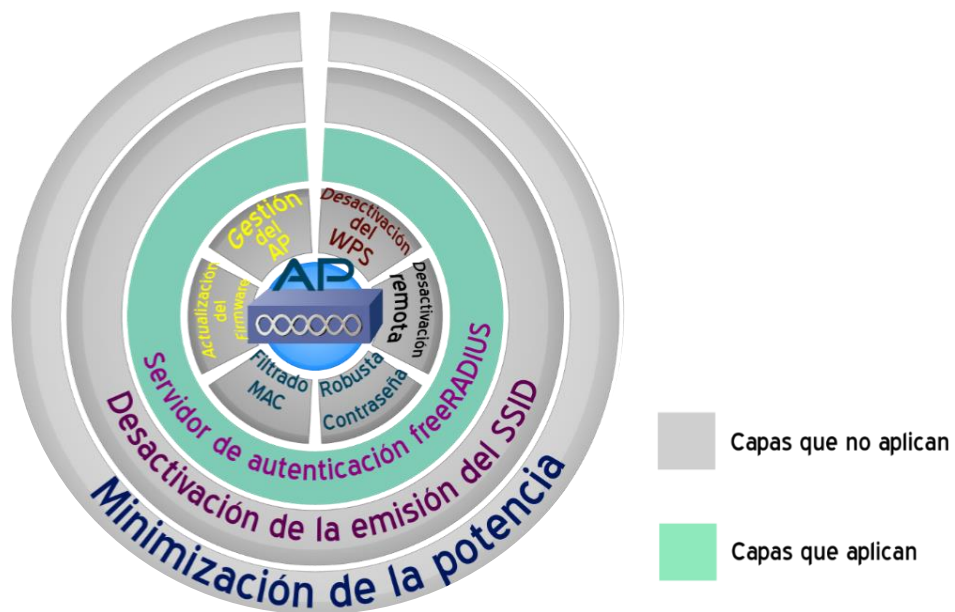 Gestión
del
AP
Desactivación
del
WPS
Actualización
del
Firmware
AP
Desactivación
remota
Filtrado
MAC
Robusta
Contraseña
Servidor de autenticación freeRADIUS
Desactivación de la emisión del SSID
Minimización de la potencia
Capas que no aplican
Capas que aplican